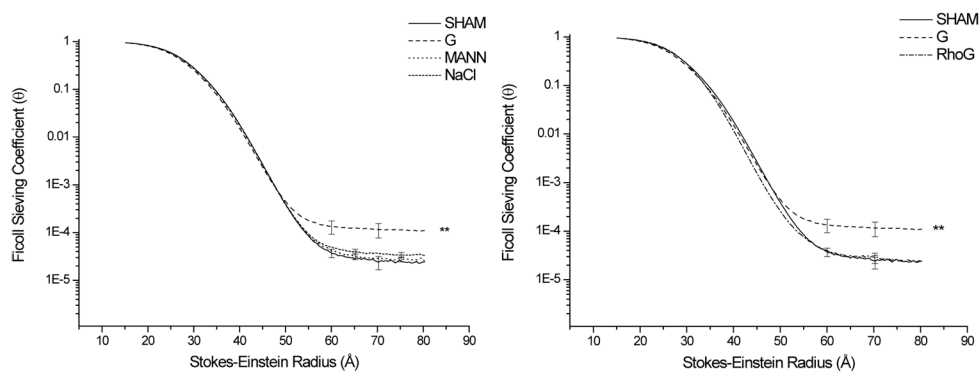 SHAM
G
MANN
NaCl
1
0.1
0.01
1E-3
1E-4
1E-5
Ficoll Sieving Coefficient (θ)
**
10 20 30 40 50 60 70 80 90
Stokes-Einstein Radius (Å)
SHAM
G
RhoG
1
0.1
0.01
1E-3
1E-4
1E-5
Ficoll Sieving Coefficient (θ)
**
10 20 30 40 50 60 70 80 90
Stokes-Einstein Radius (Å)